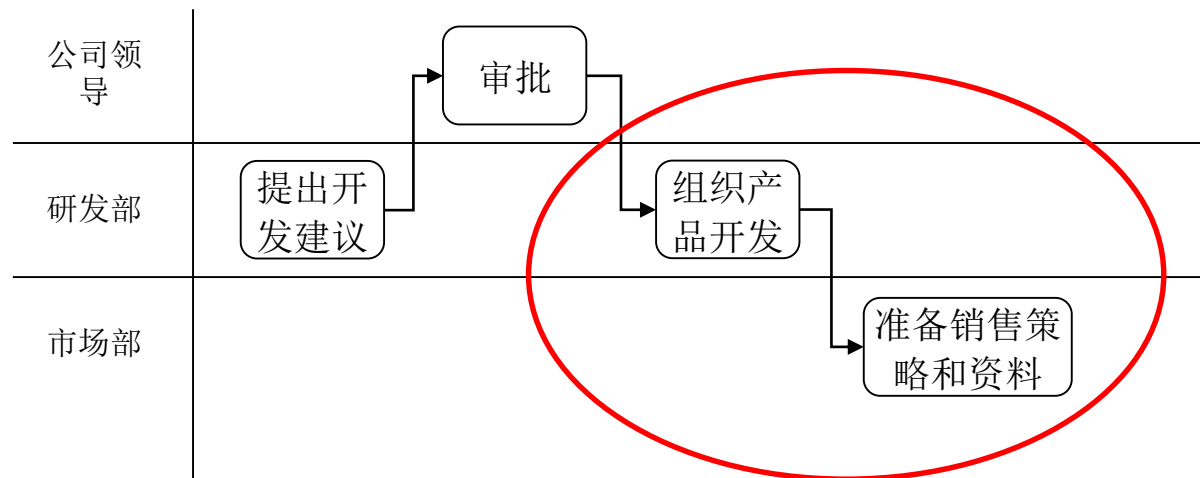 公司领
导
审批
研发部
提出开
发建议
组织产
品开发
市场部
准备销售策
略和资料